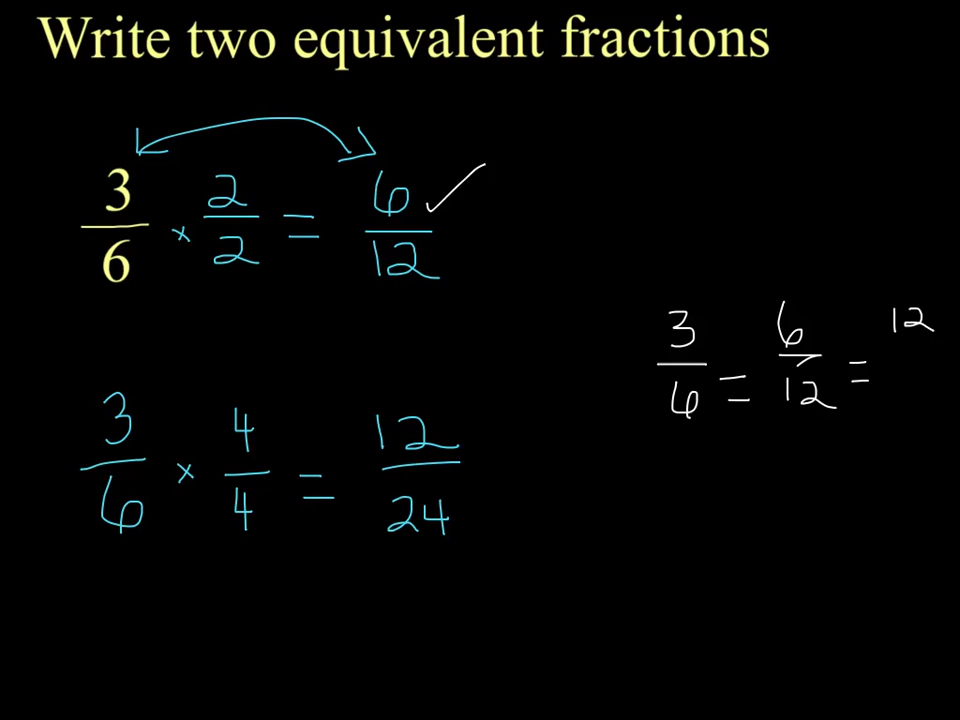 Write two equivalent fractions
3/6 × 2/2 = 6/12 ✓
3/6 = 6/12 = 12
3/6 × 4/4 = 12/24